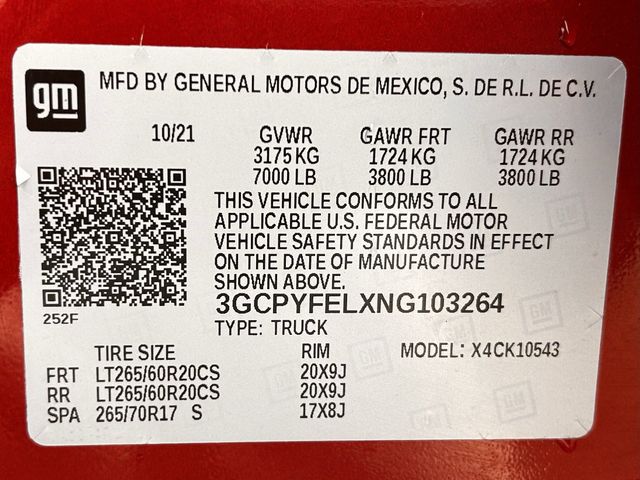 gm
MFD BY GENERAL MOTORS DE MEXICO, S. DE R.L. DE C.V.
10/21 GVWR GAWR FRT GAWR RR
3175 KG 1724 KG 1724 KG
7000 LB 3800 LB 3800 LB
THIS VEHICLE CONFORMS TO ALL
APPLICABLE U.S. FEDERAL MOTOR
VEHICLE SAFETY STANDARDS IN EFFECT
ON THE DATE OF MANUFACTURE
SHOWN ABOVE.
3GCPYFELXNG103264
252F
TYPE: TRUCK
TIRE SIZE RIM MODEL: X4CK10543
FRT LT265/60R20CS 20X9J
RR LT265/60R20CS 20X9J
SPA 265/70R17 S 17X8J